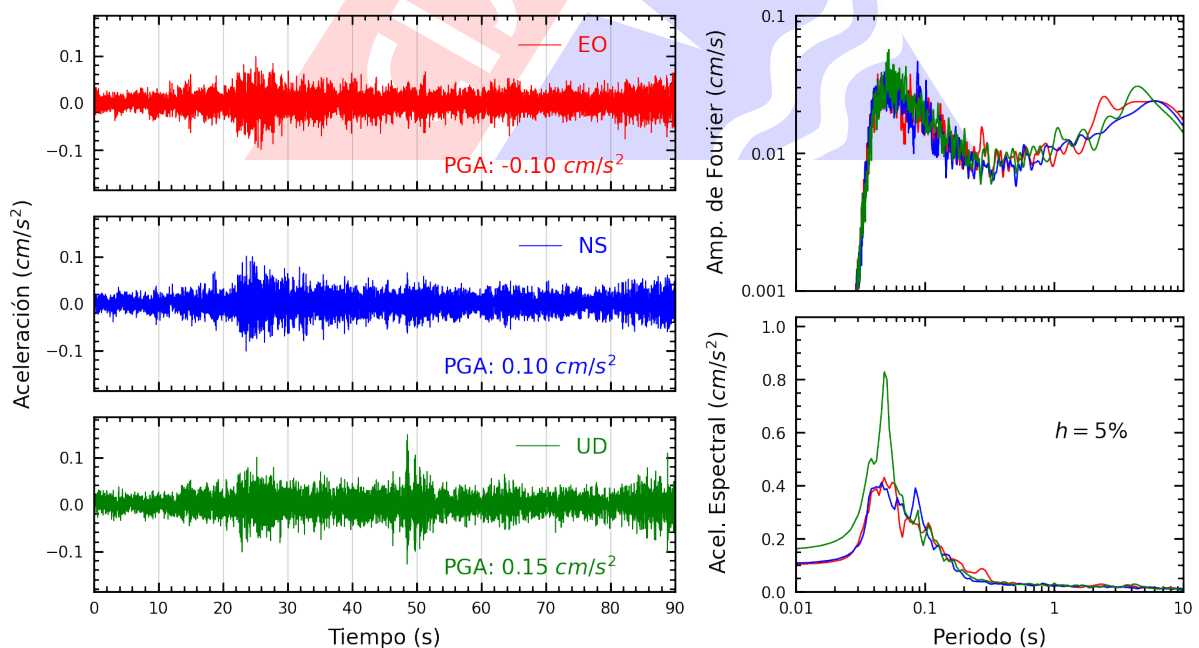 Aceleración (cm/s²)
0.1
0.0
−0.1
EO
PGA: -0.10 cm/s²
0.1
0.0
−0.1
NS
PGA: 0.10 cm/s²
0.1
0.0
−0.1
UD
PGA: 0.15 cm/s²
0 10 20 30 40 50 60 70 80 90
Tiempo (s)
Amp. de Fourier (cm/s)
0.1
0.01
0.001
Acel. Espectral (cm/s²)
1.0
0.8
0.6
0.4
0.2
0.0
h = 5%
0.01 0.1 1 10
Periodo (s)